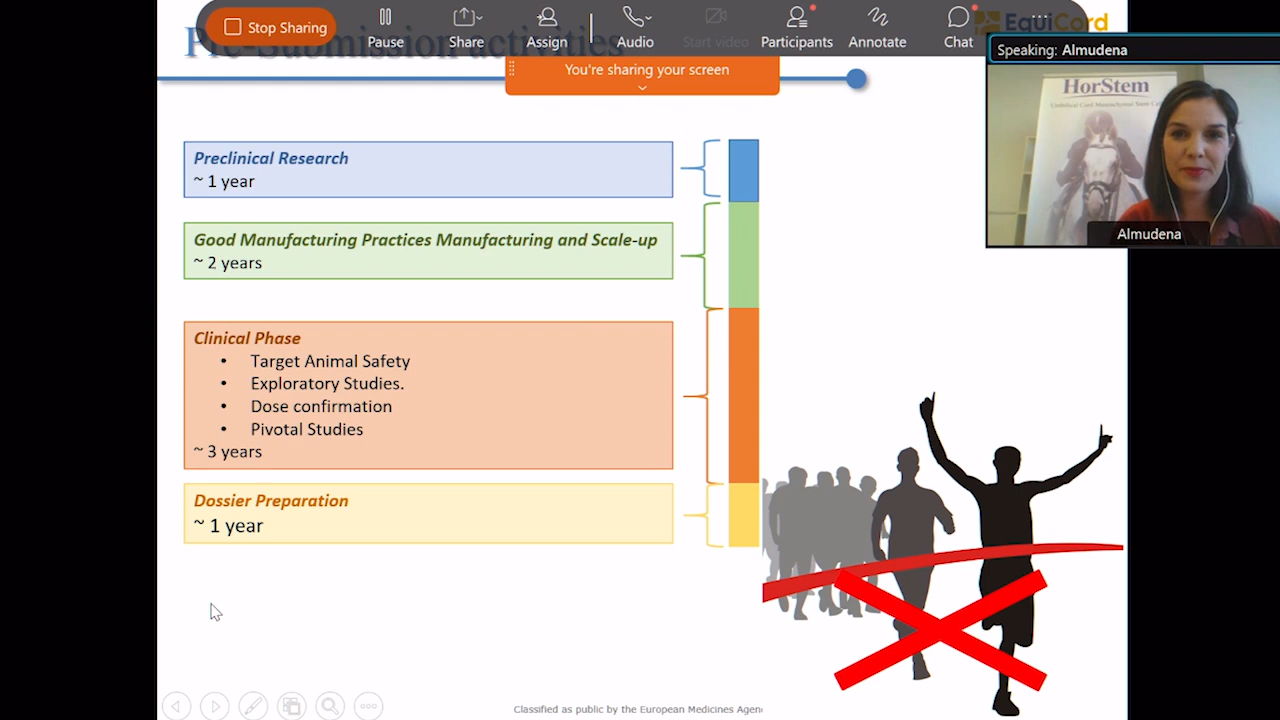 Stop Sharing
Pause
Share
Assign
Audio
Start video
Participants
Annotate
Chat
EquiCord
Pre-Submission activities
You're sharing your screen
Speaking: Almudena
HorStem
Almudena
Preclinical Research
~ 1 year
Good Manufacturing Practices Manufacturing and Scale-up
~ 2 years
Clinical Phase
• Target Animal Safety
• Exploratory Studies.
• Dose confirmation
• Pivotal Studies
~ 3 years
Dossier Preparation
~ 1 year
Classified as public by the European Medicines Agen